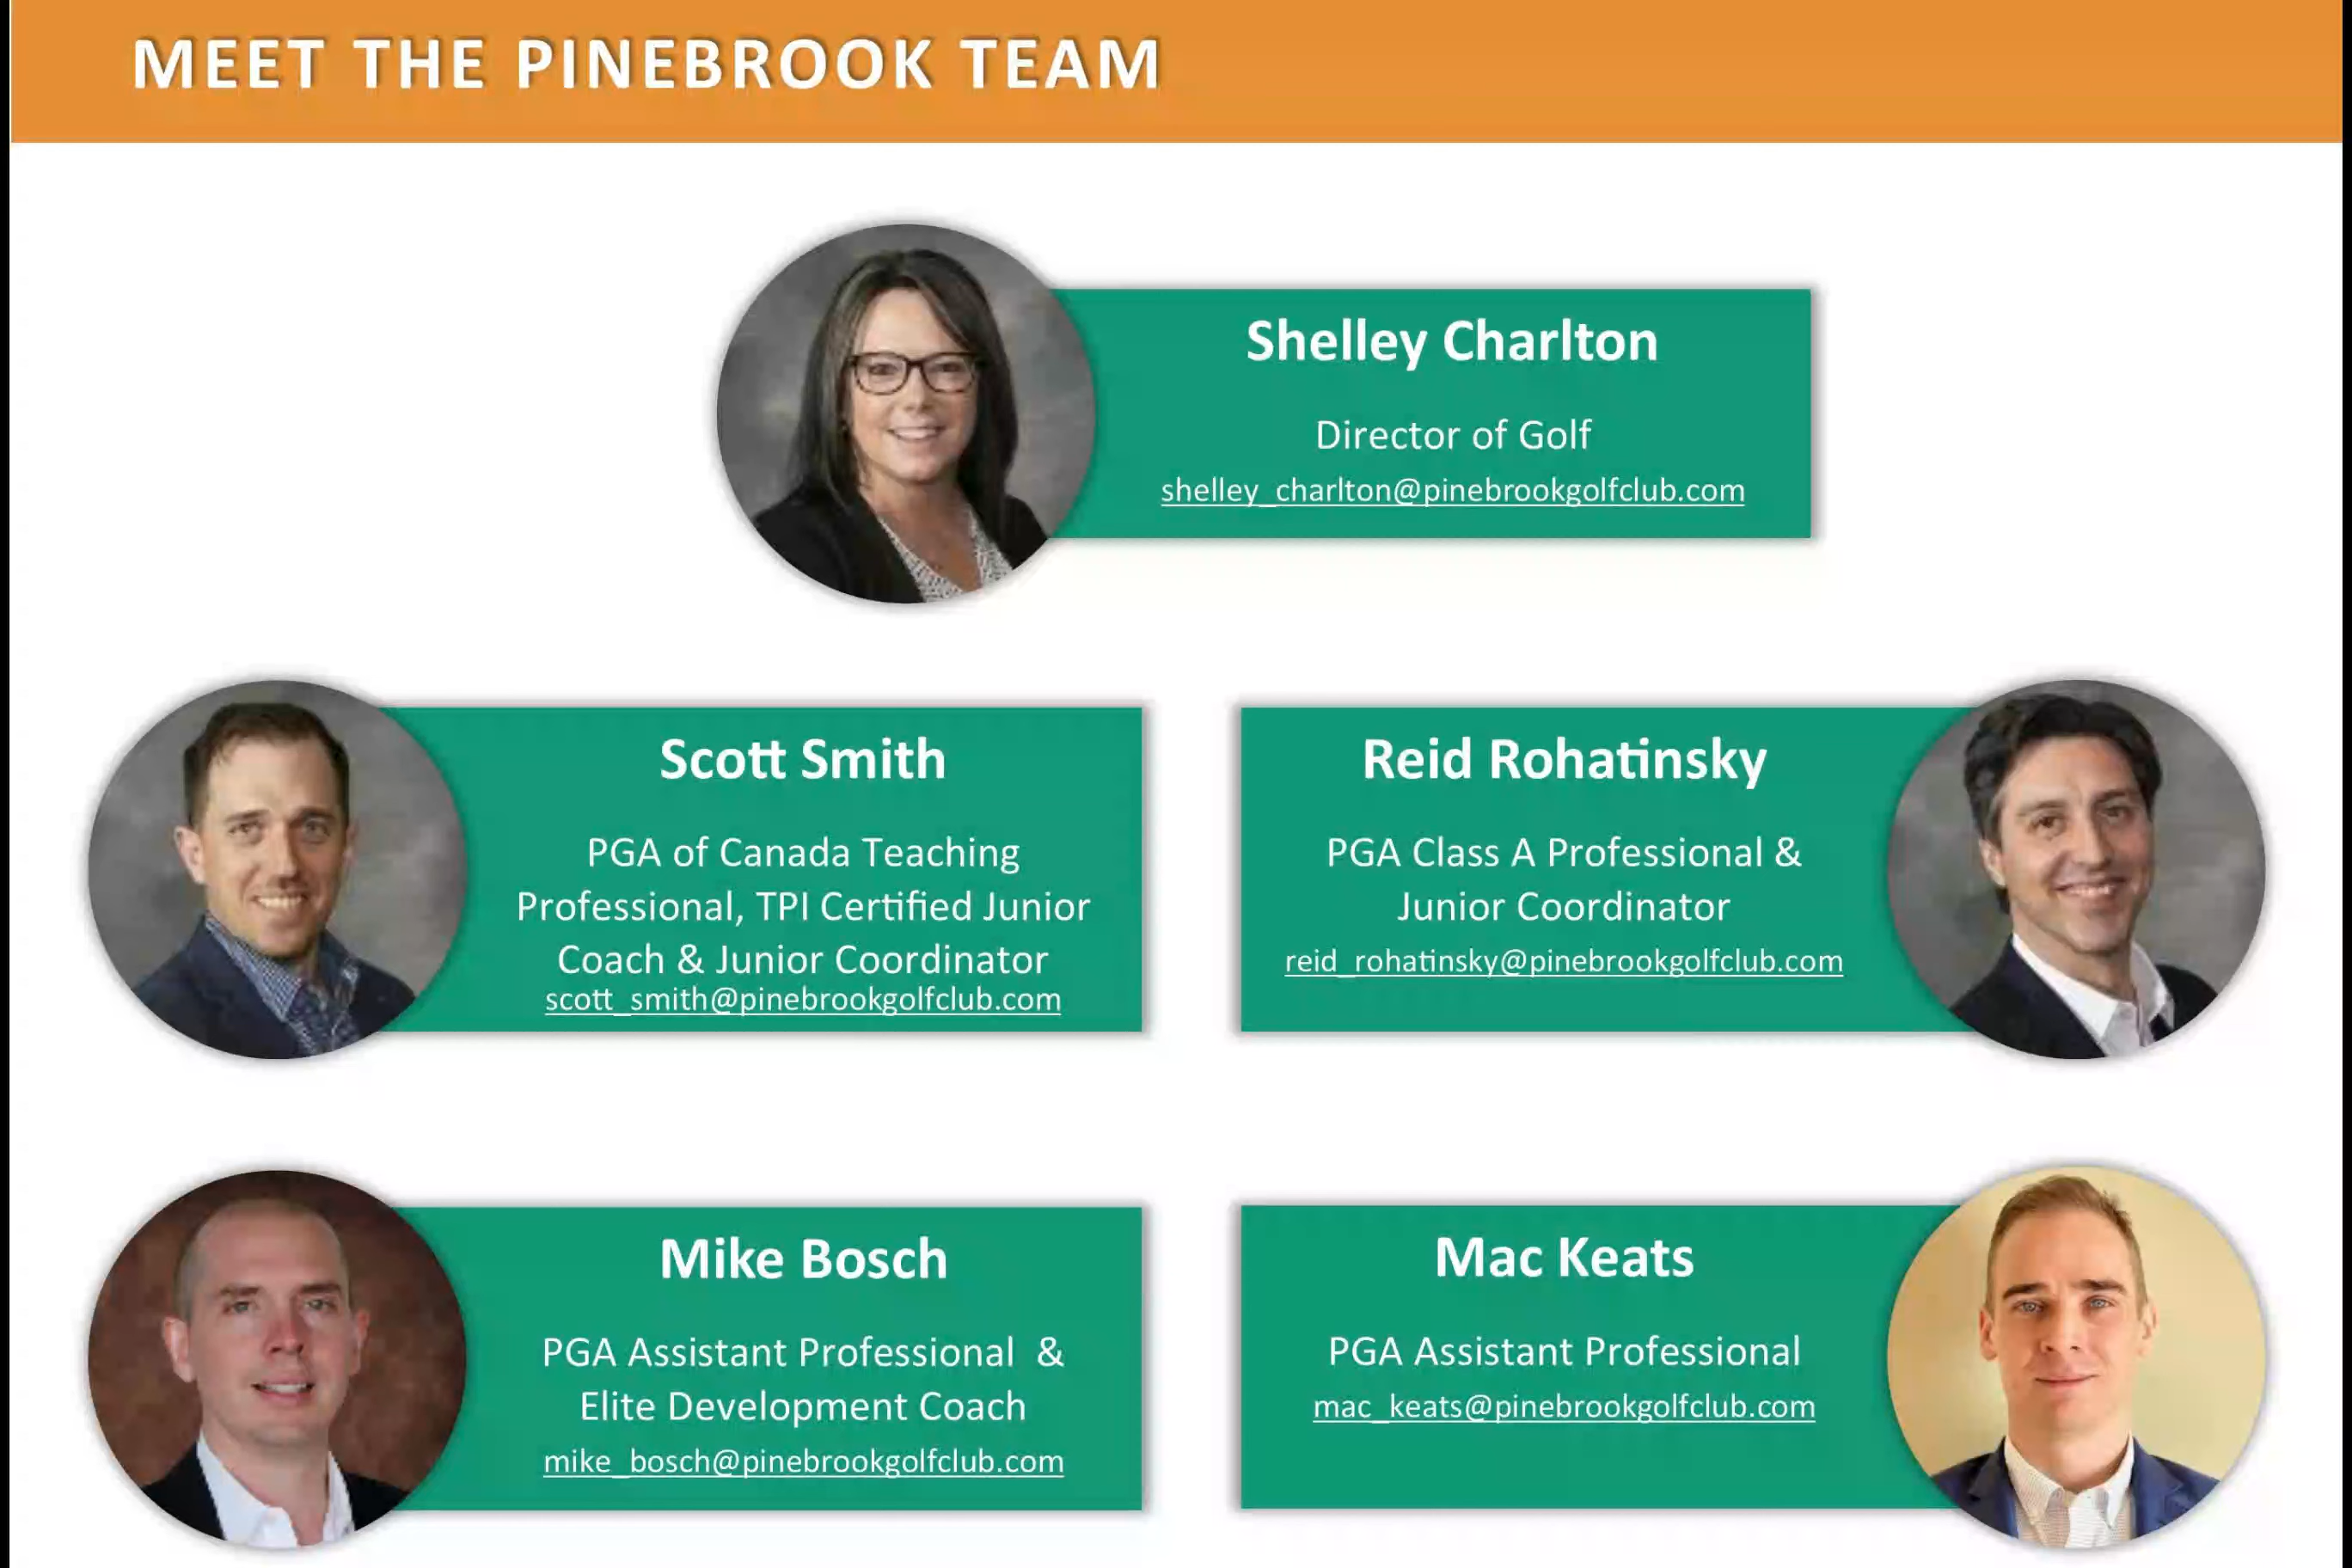 MEET THE PINEBROOK TEAM
Shelley Charlton
Director of Golf
shelley_charlton@pinebrookgolfclub.com
Scott Smith
PGA of Canada Teaching
Professional, TPI Certified Junior
Coach & Junior Coordinator
scott_smith@pinebrookgolfclub.com
Reid Rohatinsky
PGA Class A Professional &
Junior Coordinator
reid_rohatinsky@pinebrookgolfclub.com
Mike Bosch
PGA Assistant Professional  &
Elite Development Coach
mike_bosch@pinebrookgolfclub.com
Mac Keats
PGA Assistant Professional
mac_keats@pinebrookgolfclub.com